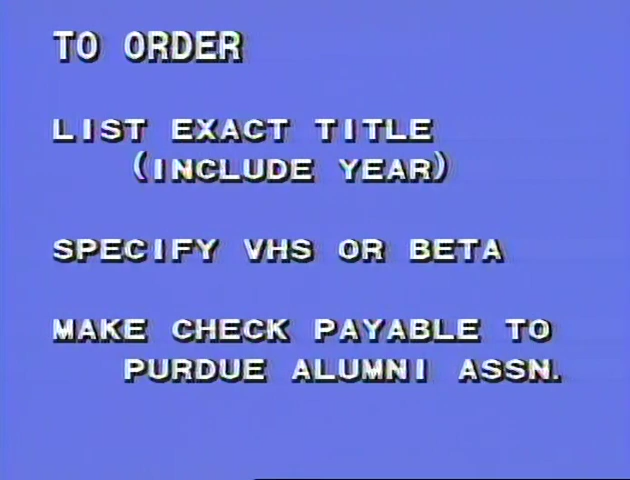 TO ORDER
LIST EXACT TITLE
(INCLUDE YEAR)
SPECIFY VHS OR BETA
MAKE CHECK PAYABLE TO
PURDUE ALUMNI ASSN.